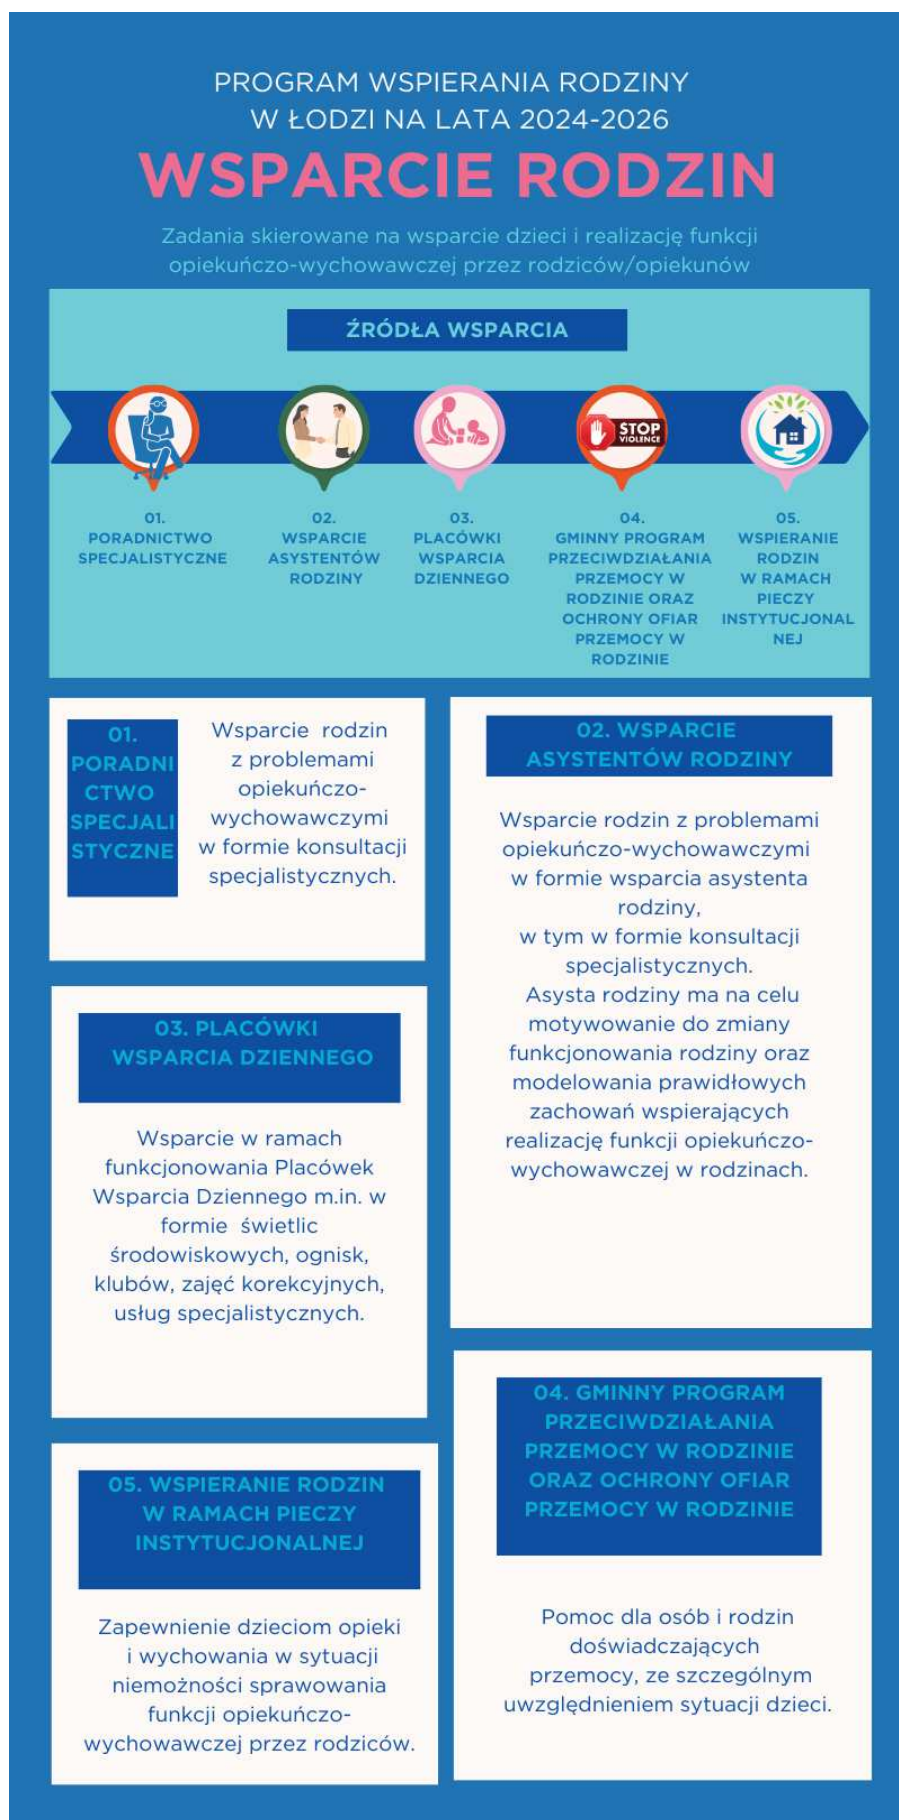 PROGRAM WSPIERANIA RODZINY
W ŁODZI NA LATA 2024-2026
WSPARCIE RODZIN
Zadania skierowane na wsparcie dzieci i realizację funkcji
opiekuńczo-wychowawczej przez rodziców/opiekunów
ŹRÓDŁA WSPARCIA
STOP
VIOLENCE
01.
PORADNICTWO
SPECJALISTYCZNE
02.
WSPARCIE
ASYSTENTÓW
RODZINY
03.
PLACÓWKI
WSPARCIA
DZIENNEGO
04.
GMINNY PROGRAM
PRZECIWDZIAŁANIA
PRZEMOCY W
RODZINIE ORAZ
OCHRONY OFIAR
PRZEMOCY W
RODZINIE
05.
WSPIERANIE
RODZIN
W RAMACH
PIECZY
INSTYTUCJONAL
NEJ
01.
PORADNI
CTWO
SPECJALI
STYCZNE
Wsparcie rodzin
z problemami
opiekuńczo-
wychowawczymi
w formie konsultacji
specjalistycznych.
02. WSPARCIE
ASYSTENTÓW RODZINY
Wsparcie rodzin z problemami
opiekuńczo-wychowawczymi
w formie wsparcia asystenta
rodziny,
w tym w formie konsultacji
specjalistycznych.
Asysta rodziny ma na celu
motywowanie do zmiany
funkcjonowania rodziny oraz
modelowania prawidłowych
zachowań wspierających
realizację funkcji opiekuńczo-
wychowawczej w rodzinach.
03. PLACÓWKI
WSPARCIA DZIENNEGO
Wsparcie w ramach
funkcjonowania Placówek
Wsparcia Dziennego m.in. w
formie świetlic
środowiskowych, ognisk,
klubów, zajęć korekcyjnych,
usług specjalistycznych.
04. GMINNY PROGRAM
PRZECIWDZIAŁANIA
PRZEMOCY W RODZINIE
ORAZ OCHRONY OFIAR
PRZEMOCY W RODZINIE
Pomoc dla osób i rodzin
doświadczających
przemocy, ze szczególnym
uwzględnieniem sytuacji dzieci.
05. WSPIERANIE RODZIN
W RAMACH PIECZY
INSTYTUCJONALNEJ
Zapewnienie dzieciom opieki
i wychowania w sytuacji
niemożności sprawowania
funkcji opiekuńczo-
wychowawczej przez rodziców.